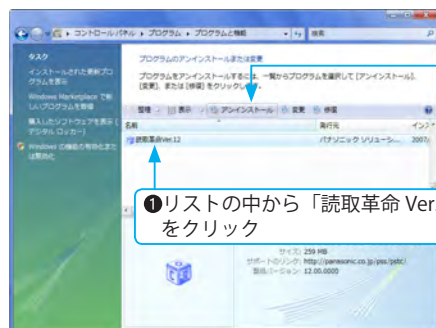 コントロールパネル ▸ プログラム ▸ プログラムと機能
検索
タスク
プログラムのアンインストールまたは変更
インストールされた更新プロ
グラムを表示
プログラムをアンインストールするには、一覧からプログラムを選択して [アンインストール]、
[変更]、または [修復] をクリックし
Windows Marketplace で新
しいプログラムを購入
購入したソフトウェアを表示 (
デジタル ロッカー)
Windows の機能の有効化また
は無効化
整理 表示 アンインストール 変更 修復
名前 発行元 インス
読取革命Ver.12 パナソニック ソリューシ... 2007/
❶リストの中から「読取革命 Ver.
をクリック
サイズ: 259 MB
サポートのリンク: http://panasonic.co.jp/pss/pstc/
製品バージョン: 12.00.0000